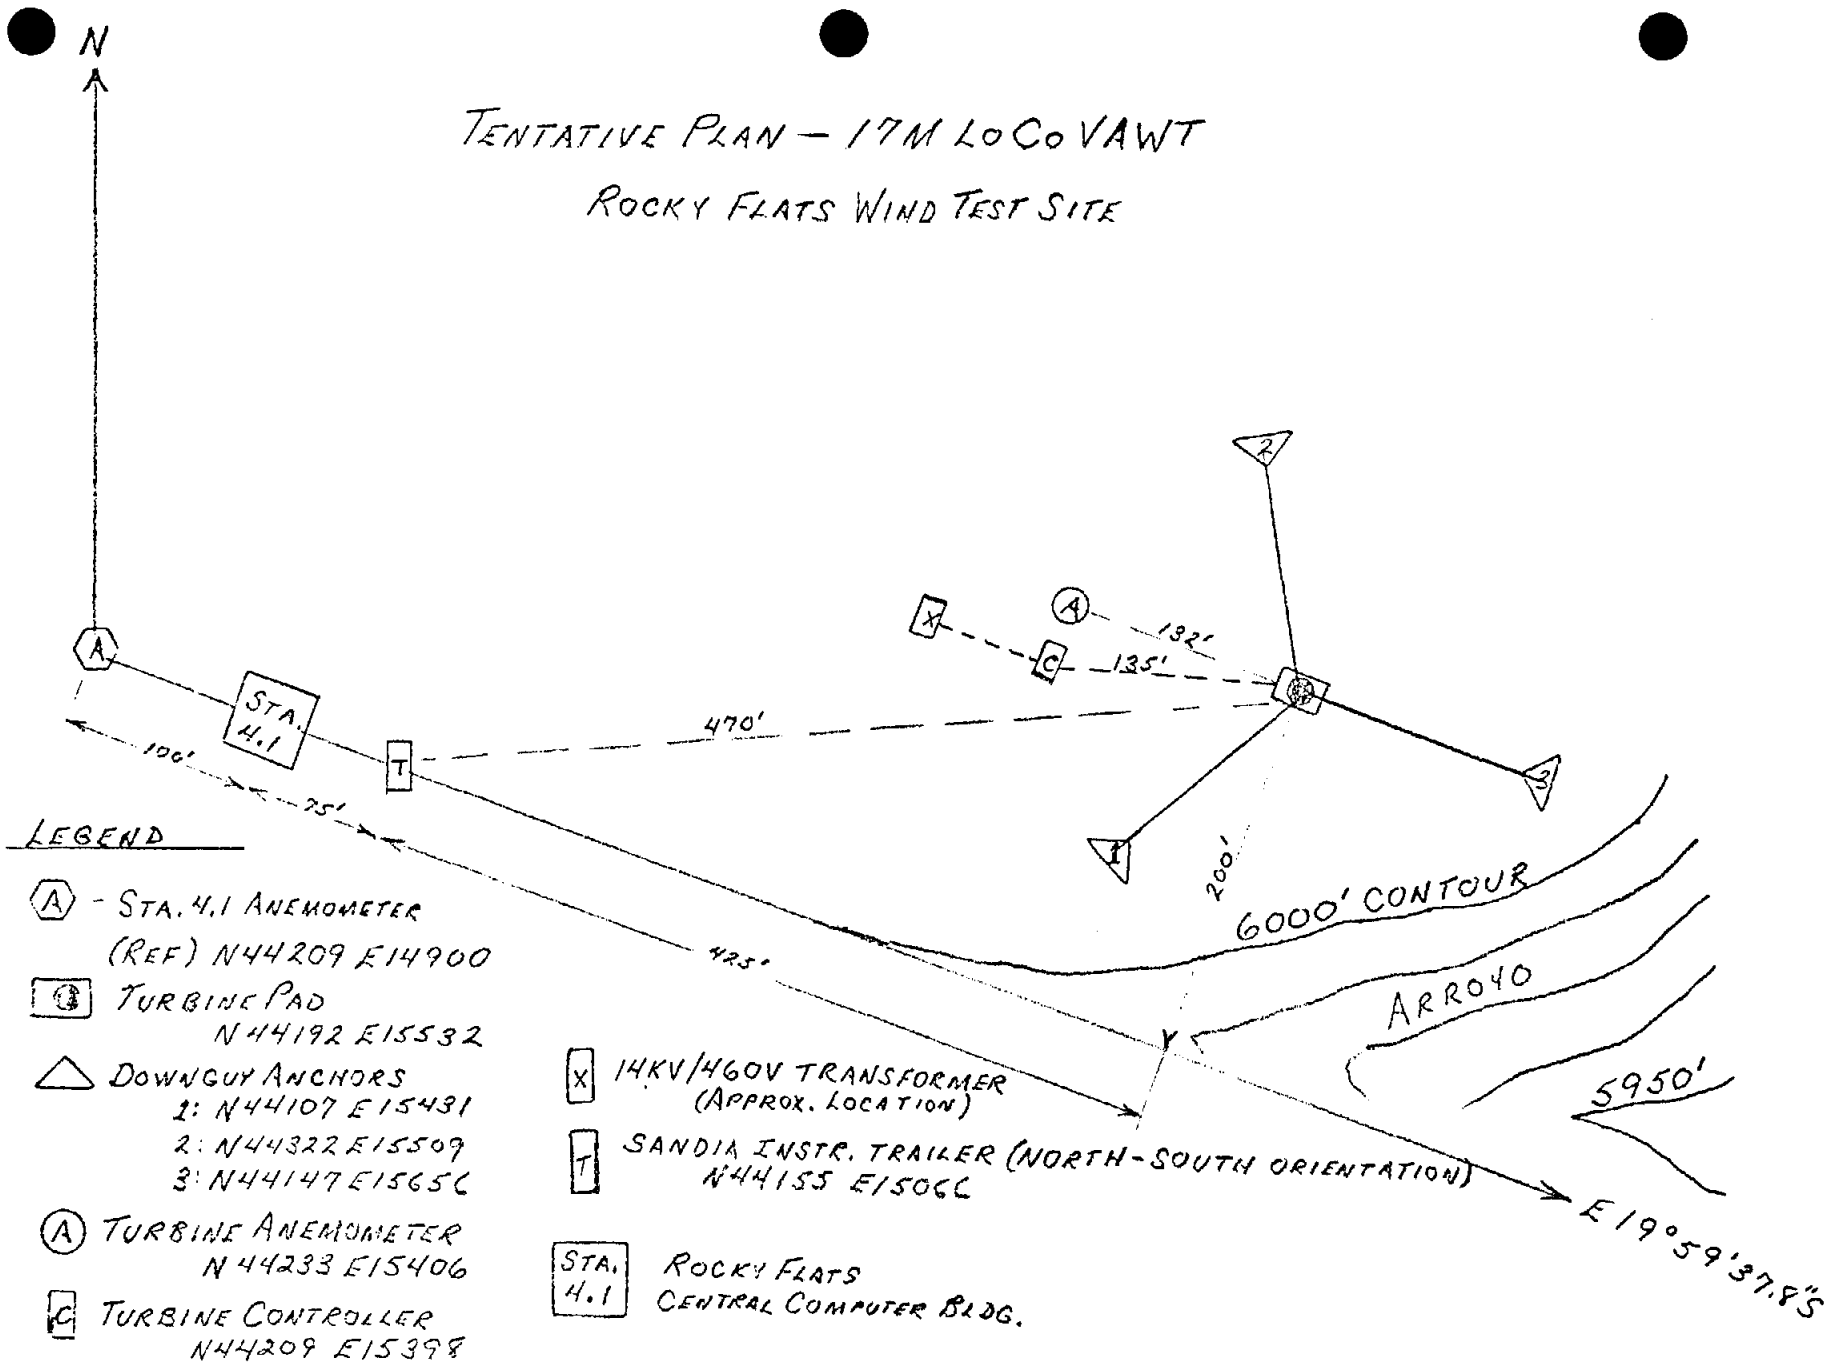 N
TENTATIVE PLAN - 17M LoCo VAWT
ROCKY FLATS WIND TEST SITE
2
A
X
132'
C
135'
A
STA.
4.1
470'
T
3
100'
75'
1
200'
6000' CONTOUR
425'
ARROYO
5950'
E 19°59'37.8"S
LEGEND
A - STA. 4.1 ANEMOMETER
(REF) N44209 E14900
TURBINE PAD
N44192 E15532
DOWNGUY ANCHORS
1: N44107 E15431
2: N44322 E15509
3: N44147 E15656
A TURBINE ANEMOMETER
N 44233 E15406
C TURBINE CONTROLLER
N44209 E15398
X 14KV/460V TRANSFORMER
(APPROX. LOCATION)
T SANDIA INSTR. TRAILER (NORTH-SOUTH ORIENTATION)
N44155 E15066
STA.
4.1
ROCKY FLATS
CENTRAL COMPUTER BLDG.